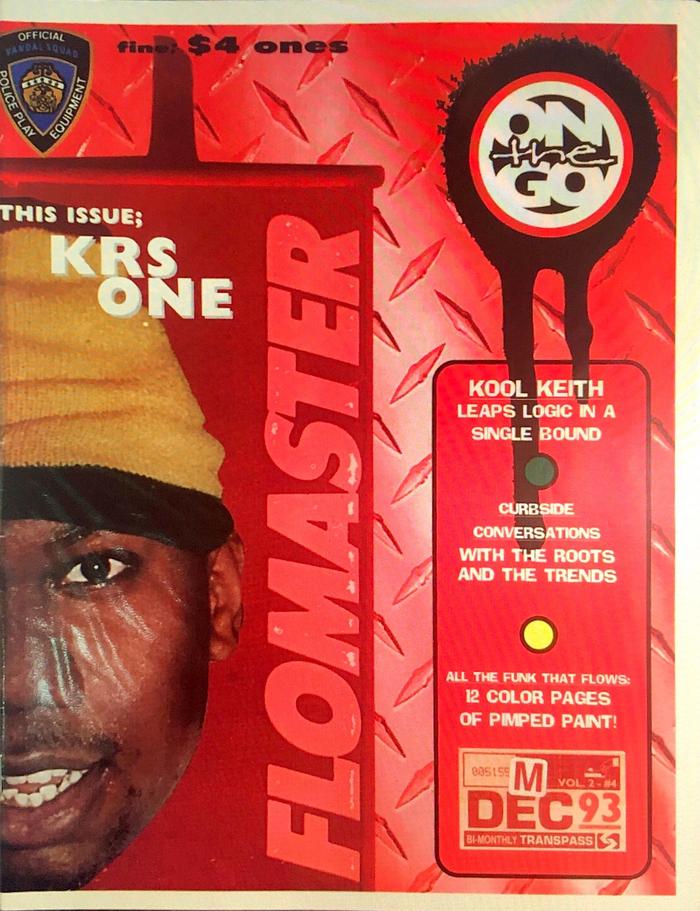 OFFICIAL
VANDAL SQUAD
POLICE PLAY EQUIPMENT
fine: $4 ones
ON
the
GO
THIS ISSUE;
KRS
ONE
FLOMASTER
KOOL KEITH
LEAPS LOGIC IN A
SINGLE BOUND
CURBSIDE
CONVERSATIONS
WITH THE ROOTS
AND THE TRENDS
ALL THE FUNK THAT FLOWS:
12 COLOR PAGES
OF PIMPED PAINT!
005155
M
VOL. 2 - #4
DEC 93
BI-MONTHLY TRANSPASS